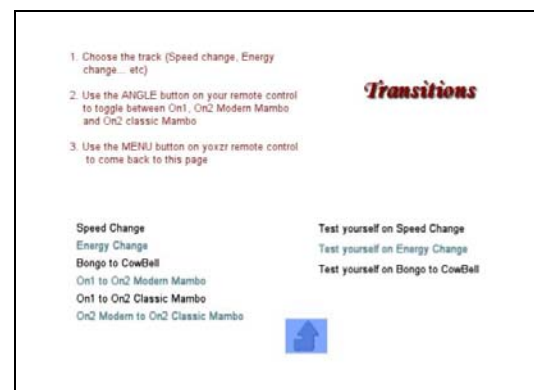 1. Choose the track (Speed change, Energy
change... etc)
Transitions
2. Use the ANGLE button on your remote control
to toggle between On1, On2 Modern Mambo
and On2 classic Mambo
3. Use the MENU button on yoxzr remote control
to come back to this page
Speed Change
Energy Change
Bongo to CowBell
On1 to On2 Modern Mambo
On1 to On2 Classic Mambo
On2 Modern to On2 Classic Mambo
Test yourself on Speed Change
Test yourself on Energy Change
Test yourself on Bongo to CowBell